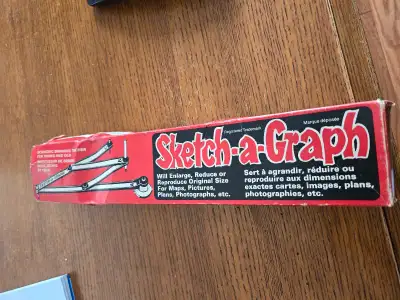 Registered Trademark
Marque déposée
Sketch-a-Graph
Will Enlarge, Reduce or
Reproduce Original Size
For Maps, Pictures,
Plans, Photographs, etc.
Sert à agrandir, réduire ou
reproduire aux dimensions
exactes cartes, images, plans,
photographies, etc.